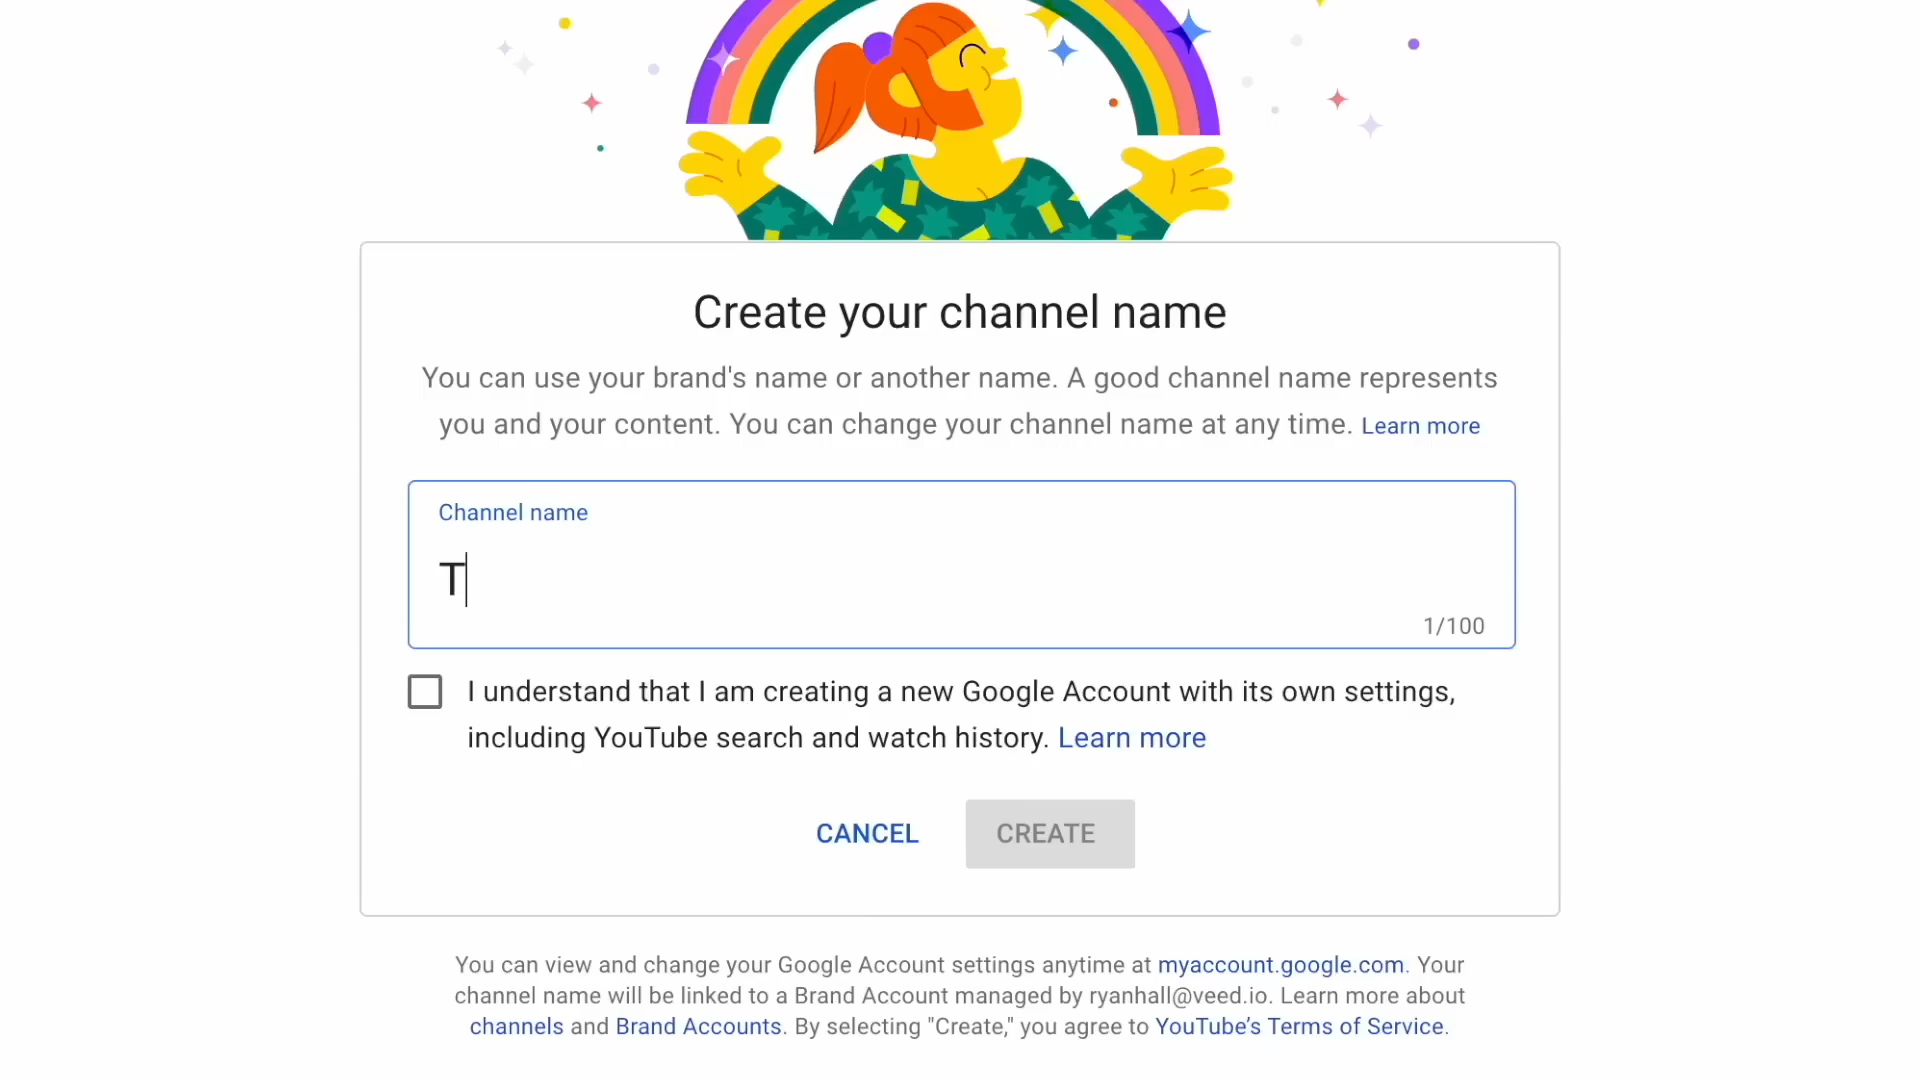 Create your channel name
You can use your brand's name or another name. A good channel name represents
you and your content. You can change your channel name at any time. Learn more
Channel name
T
1/100
I understand that I am creating a new Google Account with its own settings,
including YouTube search and watch history. Learn more
CANCEL CREATE
You can view and change your Google Account settings anytime at myaccount.google.com. Your
channel name will be linked to a Brand Account managed by ryanhall@veed.io. Learn more about
channels and Brand Accounts. By selecting "Create," you agree to YouTube’s Terms of Service.